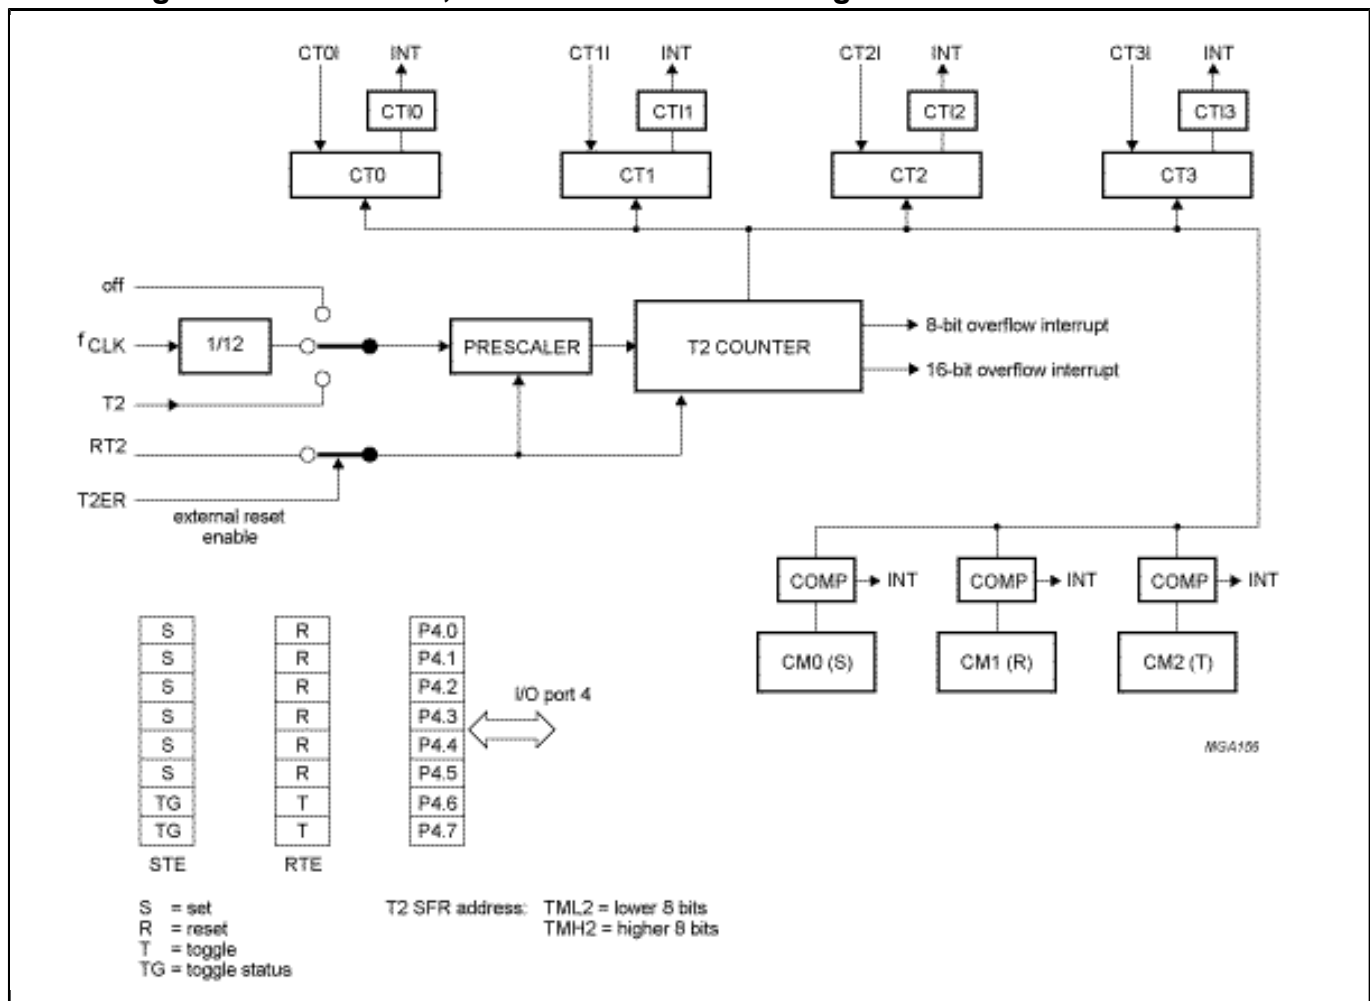 CT0I INT CT1I INT CT2I INT CT3I INT
CTI0 CTI1 CTI2 CTI3
CT0 CT1 CT2 CT3
off
fCLK 1/12 PRESCALER T2 COUNTER
8-bit overflow interrupt
16-bit overflow interrupt
T2
RT2
T2ER
external reset
enable
COMP INT COMP INT COMP INT
CM0 (S) CM1 (R) CM2 (T)
S R P4.0
S R P4.1
S R P4.2
I/O port 4
S R P4.3
S R P4.4
S R P4.5
TG T P4.6
TG T P4.7
STE RTE
MGA156
S = set
R = reset
T = toggle
TG = toggle status
T2 SFR address: TML2 = lower 8 bits
TMH2 = higher 8 bits